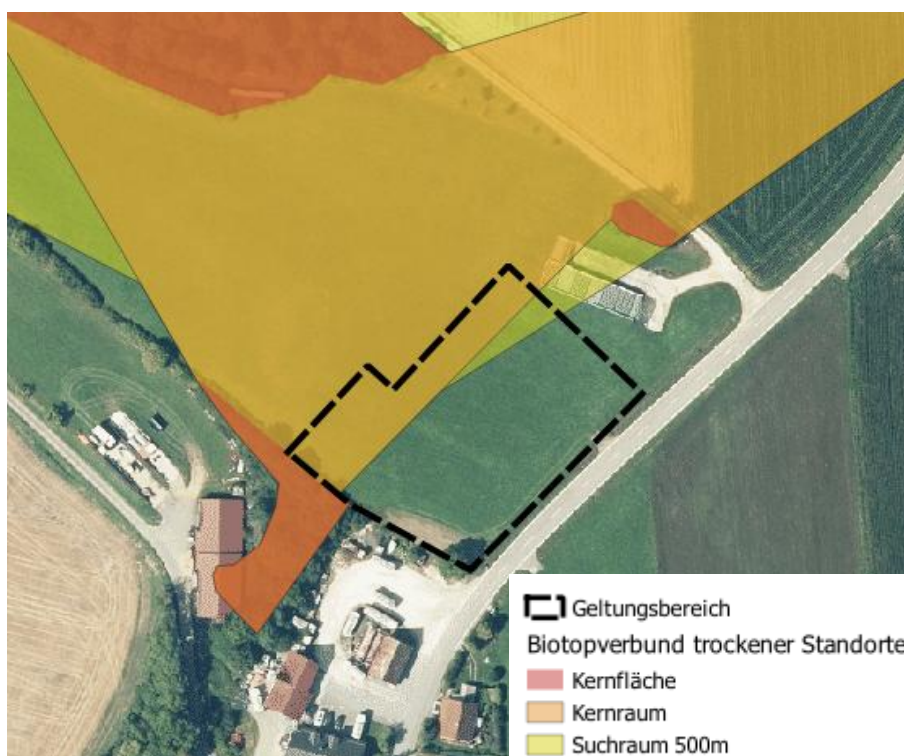 Geltungsbereich
Biotopverbund trockener Standorte
Kernfläche
Kernraum
Suchraum 500m